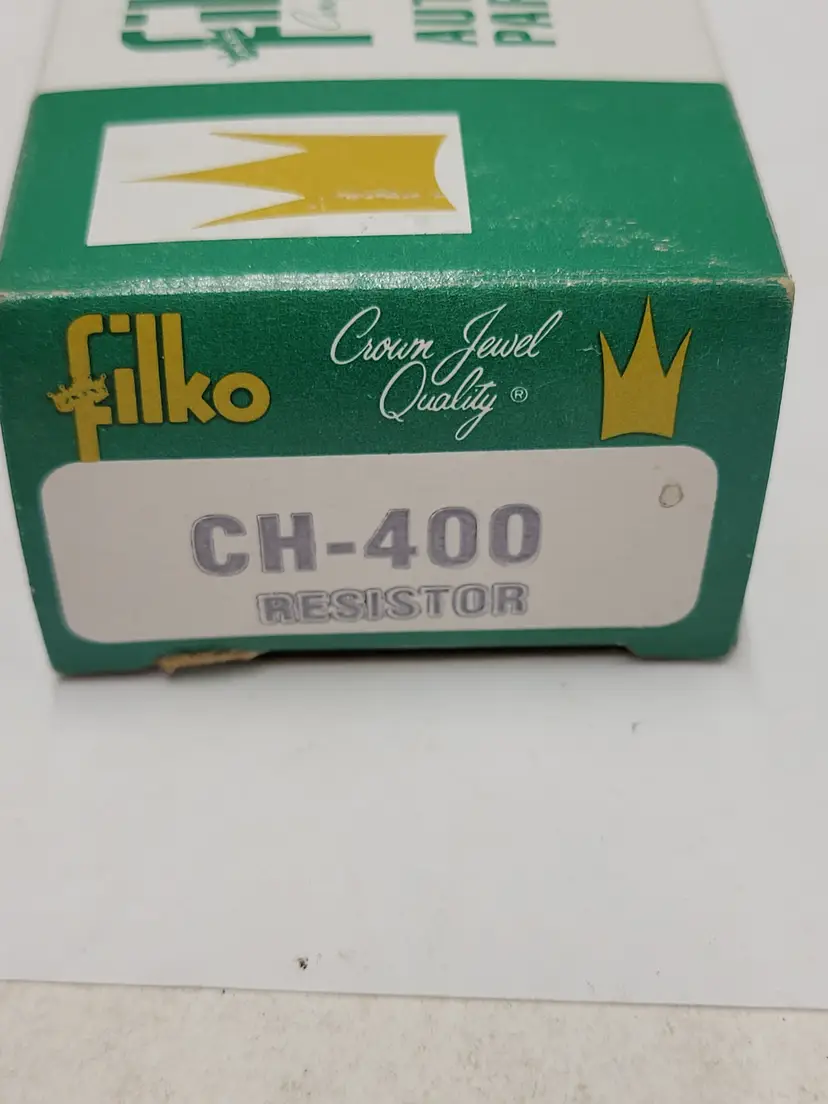 filko
Crown Jewel
Quality ®
CH-400
RESISTOR